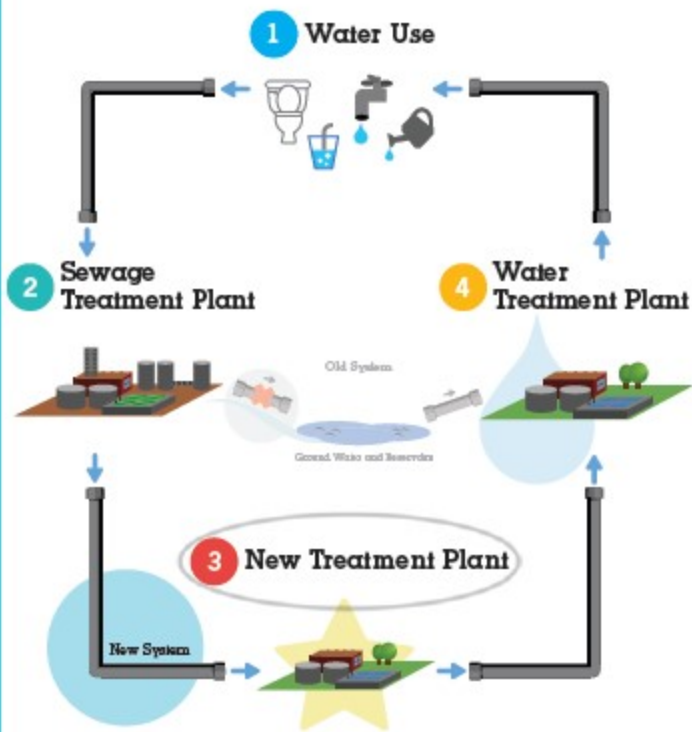 1 Water Use
2 Sewage
Treatment Plant
4 Water
Treatment Plant
Old System
Ground Water and Reservoirs
3 New Treatment Plant
New System